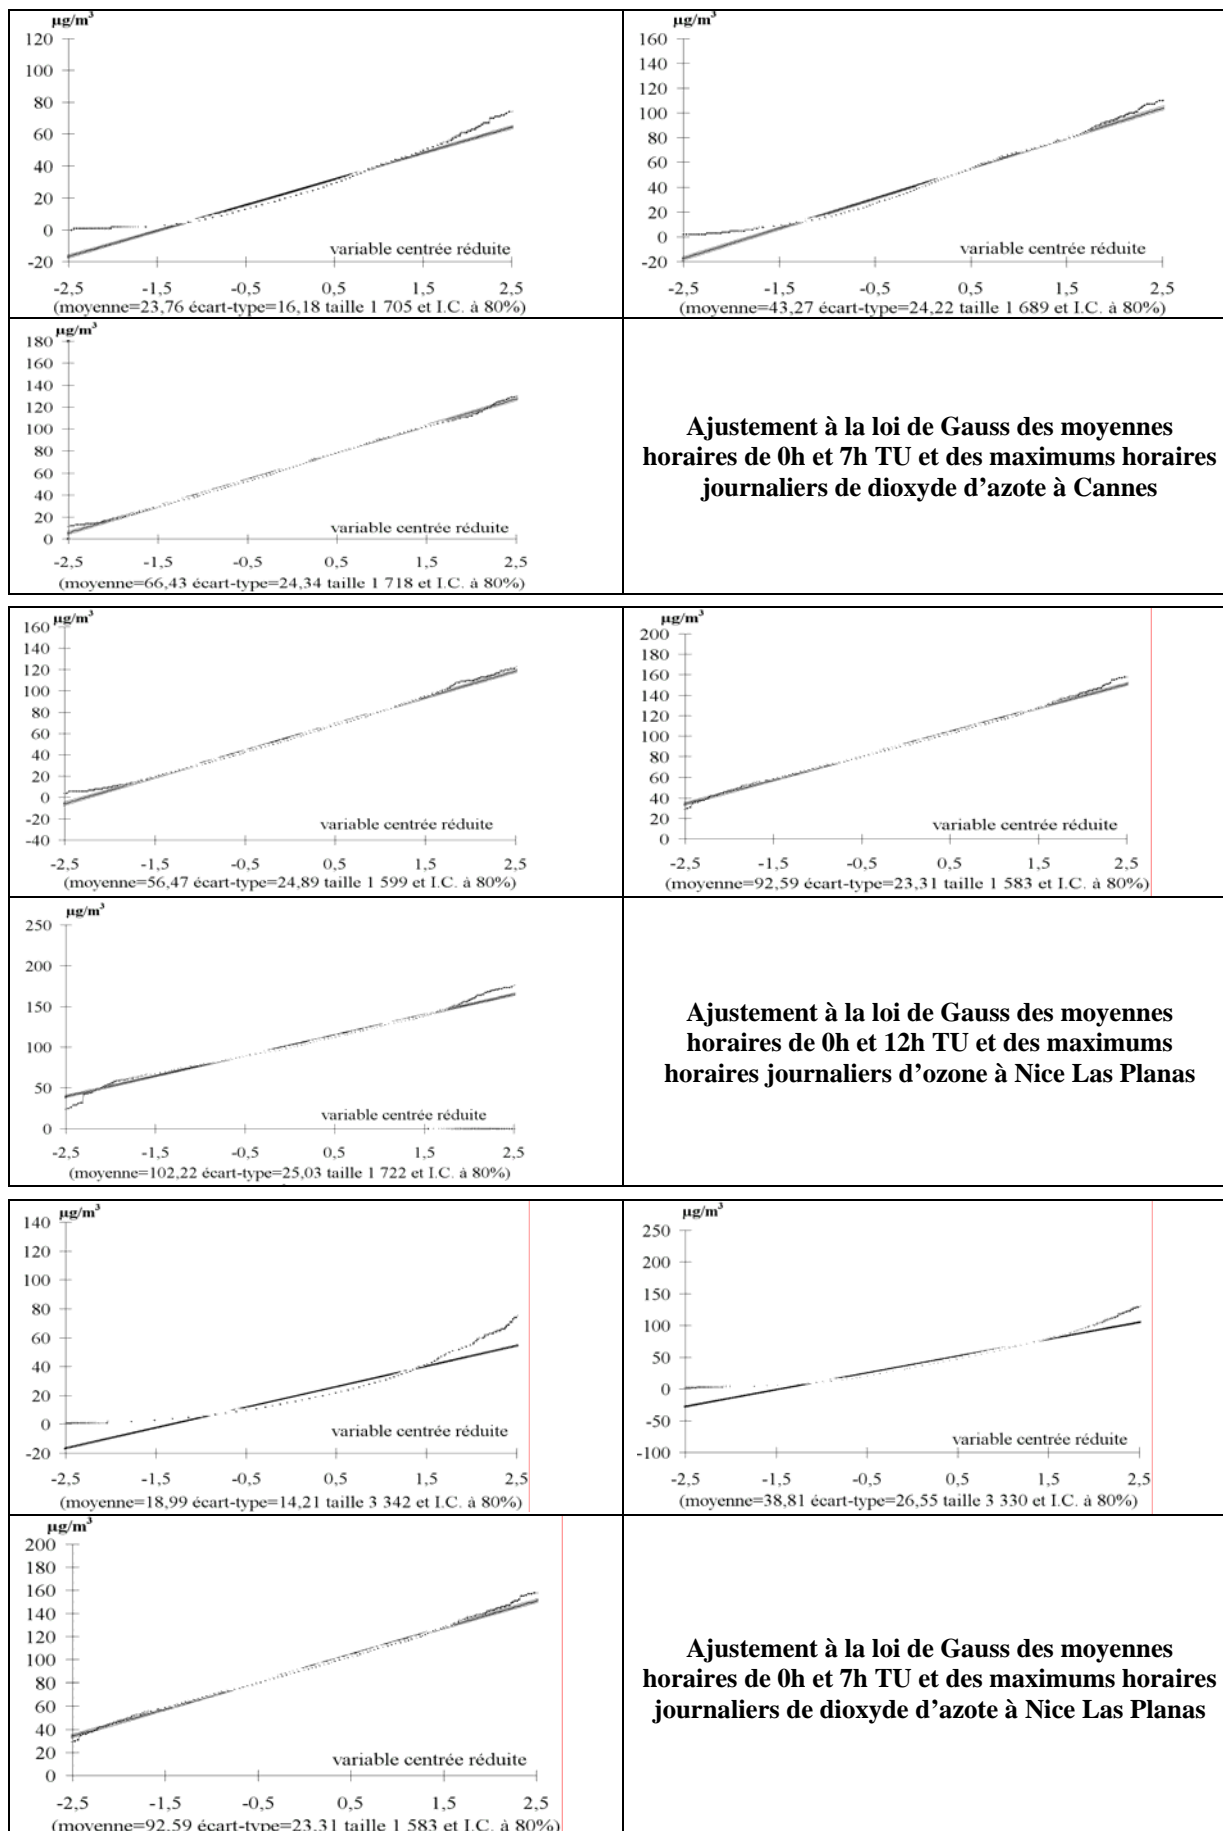 µg/m³
120
100
80
60
40
20
0
-20
variable centrée réduite
-2,5 -1,5 -0,5 0,5 1,5 2,5
(moyenne=23,76 écart-type=16,18 taille 1 705 et I.C. à 80%)
µg/m³
160
140
120
100
80
60
40
20
0
-20
variable centrée réduite
-2,5 -1,5 -0,5 0,5 1,5 2,5
(moyenne=43,27 écart-type=24,22 taille 1 689 et I.C. à 80%)
µg/m³
180
160
140
120
100
80
60
40
20
0
variable centrée réduite
-2,5 -1,5 -0,5 0,5 1,5 2,5
(moyenne=66,43 écart-type=24,34 taille 1 718 et I.C. à 80%)
Ajustement à la loi de Gauss des moyennes
horaires de 0h et 7h TU et des maximums horaires
journaliers de dioxyde d'azote à Cannes
µg/m³
160
140
120
100
80
60
40
20
0
-20
-40
variable centrée réduite
-2,5 -1,5 -0,5 0,5 1,5 2,5
(moyenne=56,47 écart-type=24,89 taille 1 599 et I.C. à 80%)
µg/m³
200
180
160
140
120
100
80
60
40
20
0
variable centrée réduite
-2,5 -1,5 -0,5 0,5 1,5 2,5
(moyenne=92,59 écart-type=23,31 taille 1 583 et I.C. à 80%)
µg/m³
250
200
150
100
50
0
variable centrée réduite
-2,5 -1,5 -0,5 0,5 1,5 2,5
(moyenne=102,22 écart-type=25,03 taille 1 722 et I.C. à 80%)
Ajustement à la loi de Gauss des moyennes
horaires de 0h et 12h TU et des maximums
horaires journaliers d'ozone à Nice Las Planas
µg/m³
140
120
100
80
60
40
20
0
-20
variable centrée réduite
-2,5 -1,5 -0,5 0,5 1,5 2,5
(moyenne=18,99 écart-type=14,21 taille 3 342 et I.C. à 80%)
µg/m³
250
200
150
100
50
0
-50
-100
variable centrée réduite
-2,5 -1,5 -0,5 0,5 1,5 2,5
(moyenne=38,81 écart-type=26,55 taille 3 330 et I.C. à 80%)
µg/m³
200
180
160
140
120
100
80
60
40
20
0
variable centrée réduite
-2,5 -1,5 -0,5 0,5 1,5 2,5
(moyenne=92,59 écart-type=23,31 taille 1 583 et I.C. à 80%)
Ajustement à la loi de Gauss des moyennes
horaires de 0h et 7h TU et des maximums horaires
journaliers de dioxyde d'azote à Nice Las Planas